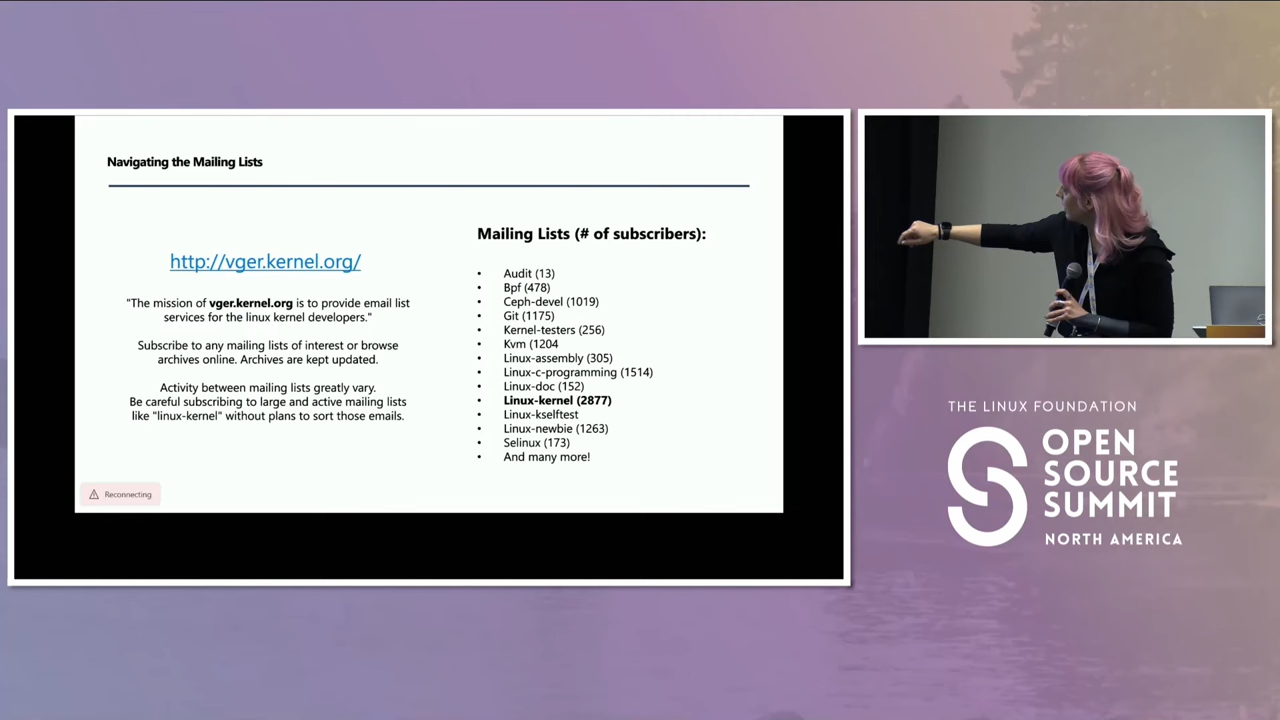 Navigating the Mailing Lists
http://vger.kernel.org/
"The mission of vger.kernel.org is to provide email list
services for the linux kernel developers."
Subscribe to any mailing lists of interest or browse
archives online. Archives are kept updated.
Activity between mailing lists greatly vary.
Be careful subscribing to large and active mailing lists
like "linux-kernel" without plans to sort those emails.
Mailing Lists (# of subscribers):
• Audit (13)
• Bpf (478)
• Ceph-devel (1019)
• Git (1175)
• Kernel-testers (256)
• Kvm (1204
• Linux-assembly (305)
• Linux-c-programming (1514)
• Linux-doc (152)
• Linux-kernel (2877)
• Linux-kselftest
• Linux-newbie (1263)
• Selinux (173)
• And many more!
Reconnecting
THE LINUX FOUNDATION
OPEN
SOURCE
SUMMIT
NORTH AMERICA